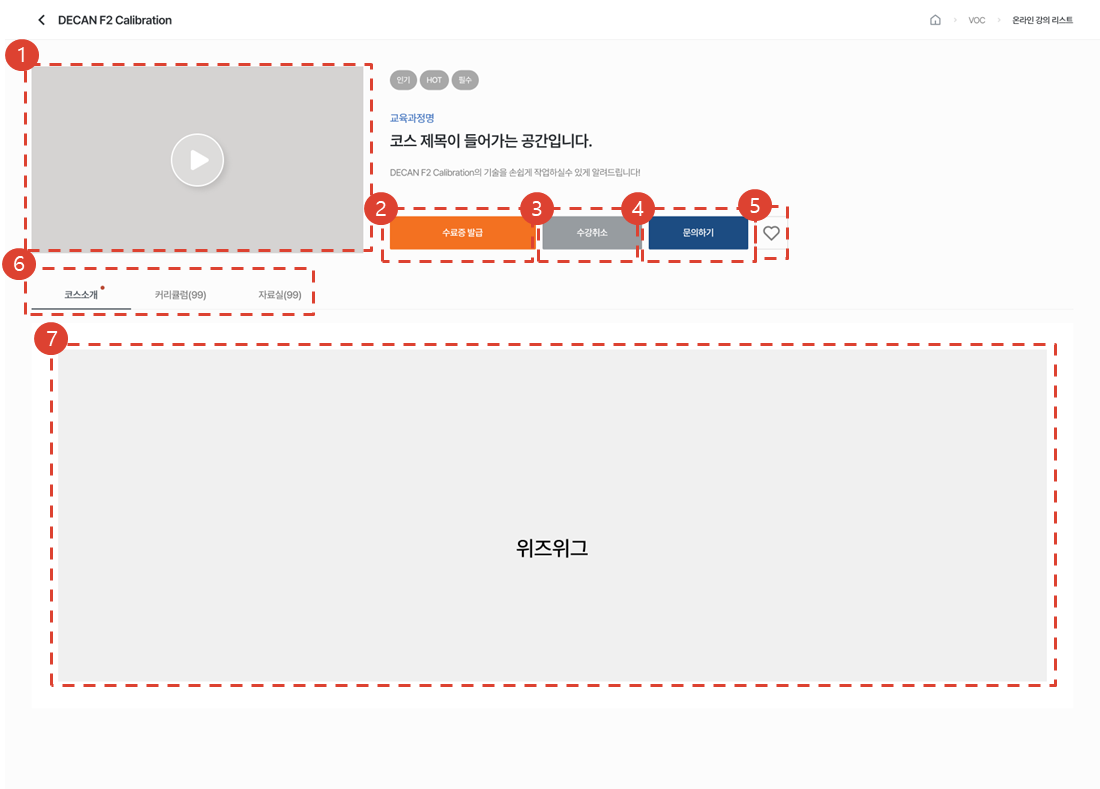 DECAN F2 Calibration
VOC
온라인 강의 리스트
1
인기 HOT 필수
교육과정명
코스 제목이 들어가는 공간입니다.
DECAN F2 Calibration의 기술을 손쉽게 작업하실수 있게 알려드립니다!
2 3 4 5
수료증 발급 수강취소 문의하기
6
코스소개 커리큘럼(99) 자료실(99)
7
위즈위그